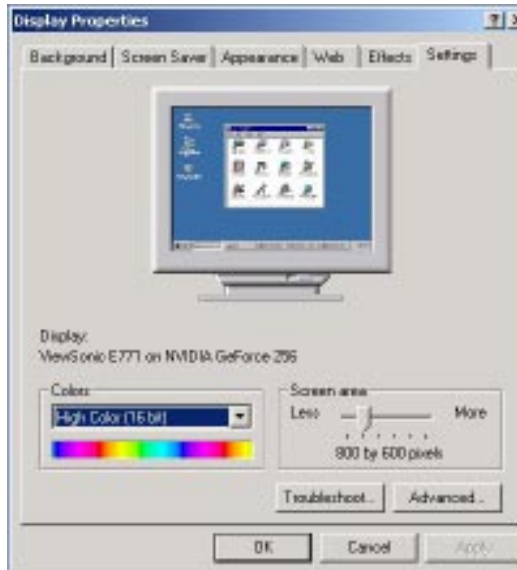 Display Properties
Background Screen Saver Appearance Web Effects Settings
Display:
ViewSonic E771 on NVIDIA GeForce 256
Colors
High Color (16 bit)
Screen area
Less More
800 by 600 pixels
Troubleshoot... Advanced...
OK Cancel Apply